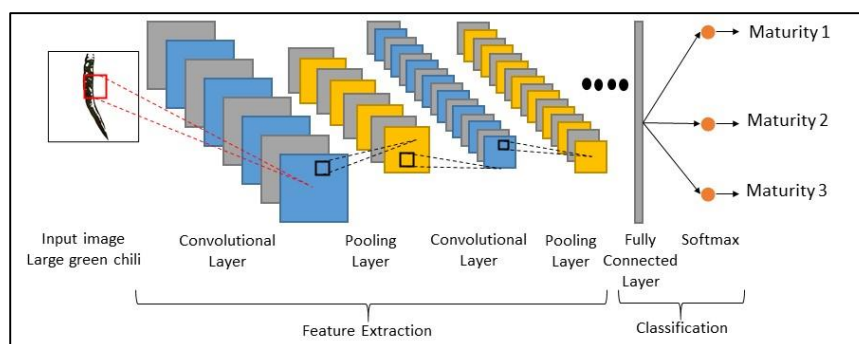 Maturity 1
Maturity 2
Maturity 3
Input image
Large green chili
Convolutional
Layer
Pooling
Layer
Convolutional
Layer
Pooling
Layer
Fully
Connected
Layer
Softmax
Feature Extraction
Classification